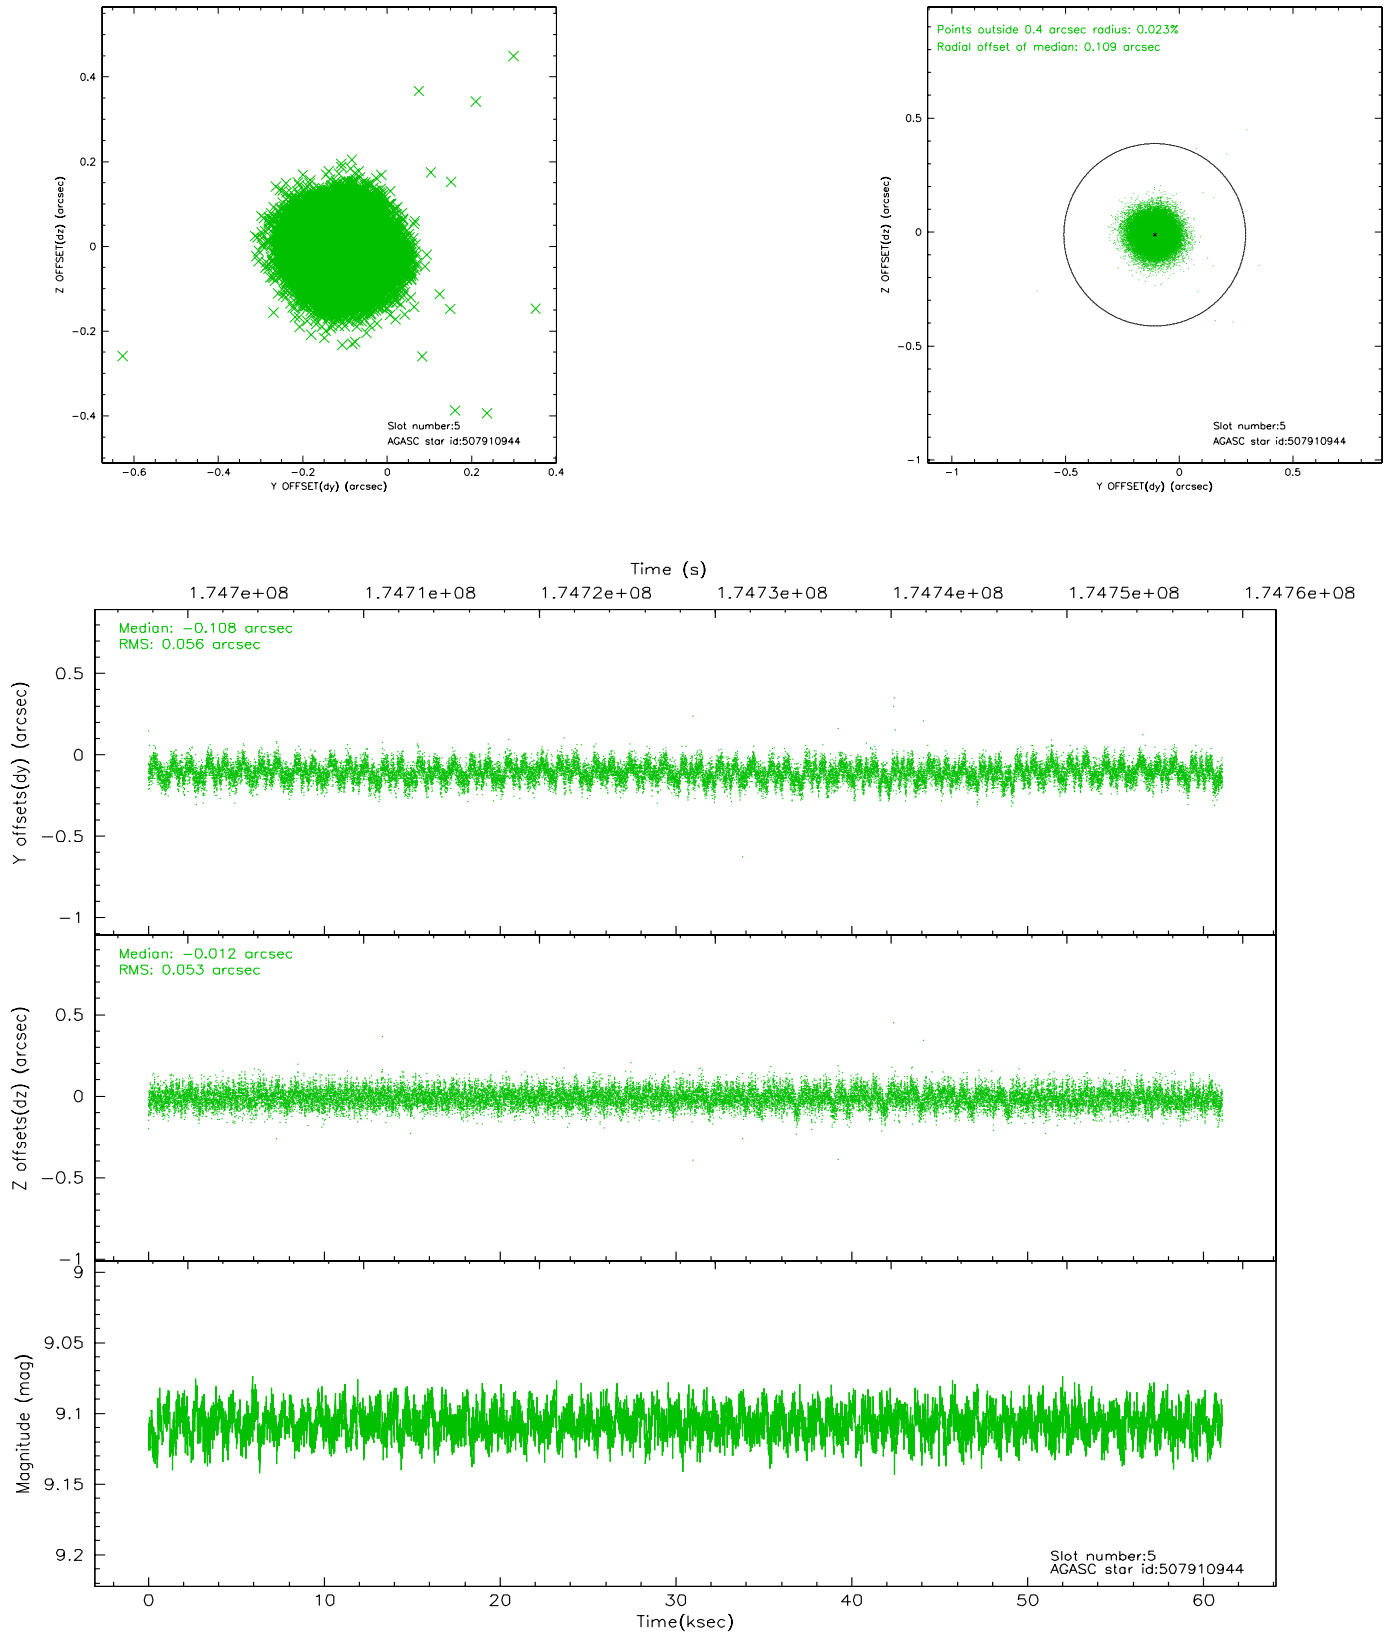 0.4
0.2
0
−0.2
−0.4
Z OFFSET(dz) (arcsec)
Slot number:5
AGASC star id:507910944
−0.6
−0.4
−0.2
0
0.2
0.4
Y OFFSET(dy) (arcsec)
Points outside 0.4 arcsec radius: 0.023%
Radial offset of median: 0.109 arcsec
0.5
0
−0.5
−1
Z OFFSET(dz) (arcsec)
Slot number:5
AGASC star id:507910944
−1
−0.5
0
0.5
Y OFFSET(dy) (arcsec)
Time (s)
1.747e+08
1.7471e+08
1.7472e+08
1.7473e+08
1.7474e+08
1.7475e+08
1.7476e+08
Median: −0.108 arcsec
RMS: 0.056 arcsec
0.5
0
−0.5
−1
Y offsets(dy) (arcsec)
Median: −0.012 arcsec
RMS: 0.053 arcsec
0.5
0
−0.5
−1
Z offsets(dz) (arcsec)
9
9.05
9.1
9.15
9.2
Magnitude (mag)
Slot number:5
AGASC star id:507910944
0
10
20
30
40
50
60
Time(ksec)